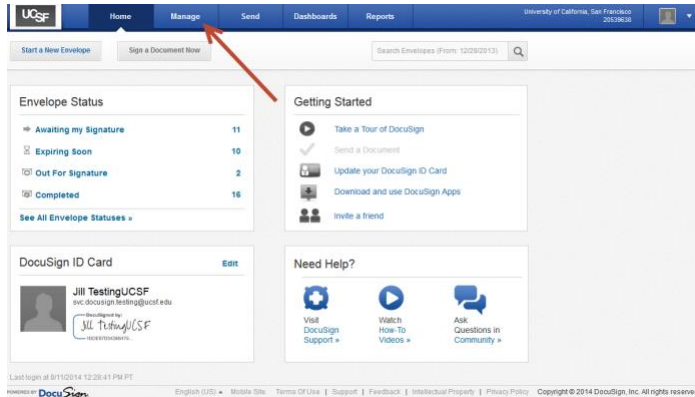 UCSF
Home Manage Send Dashboards Reports
University of California, San Francisco
20539638
Start a New Envelope Sign a Document Now Search Envelopes (From: 12/29/2013)
Envelope Status
Awaiting my Signature 11
Expiring Soon 10
Out For Signature 2
Completed 16
See All Envelope Statuses »
Getting Started
Take a Tour of DocuSign
Send a Document
Update your DocuSign ID Card
Download and use DocuSign Apps
Invite a friend
DocuSign ID Card Edit
Jill TestingUCSF
svc.docusign.testing@ucsf.edu
DocuSigned by:
Jill TestingUCSF
Need Help?
Visit
DocuSign
Support »
Watch
How-To
Videos »
Ask
Questions in
Community »
Last login at 8/11/2014 12:28:41 PM PT
POWERED BY DocuSign English (US) Mobile Site Terms Of Use | Support | Feedback | Intellectual Property | Privacy Policy Copyright © 2014 DocuSign, Inc. All rights reserve